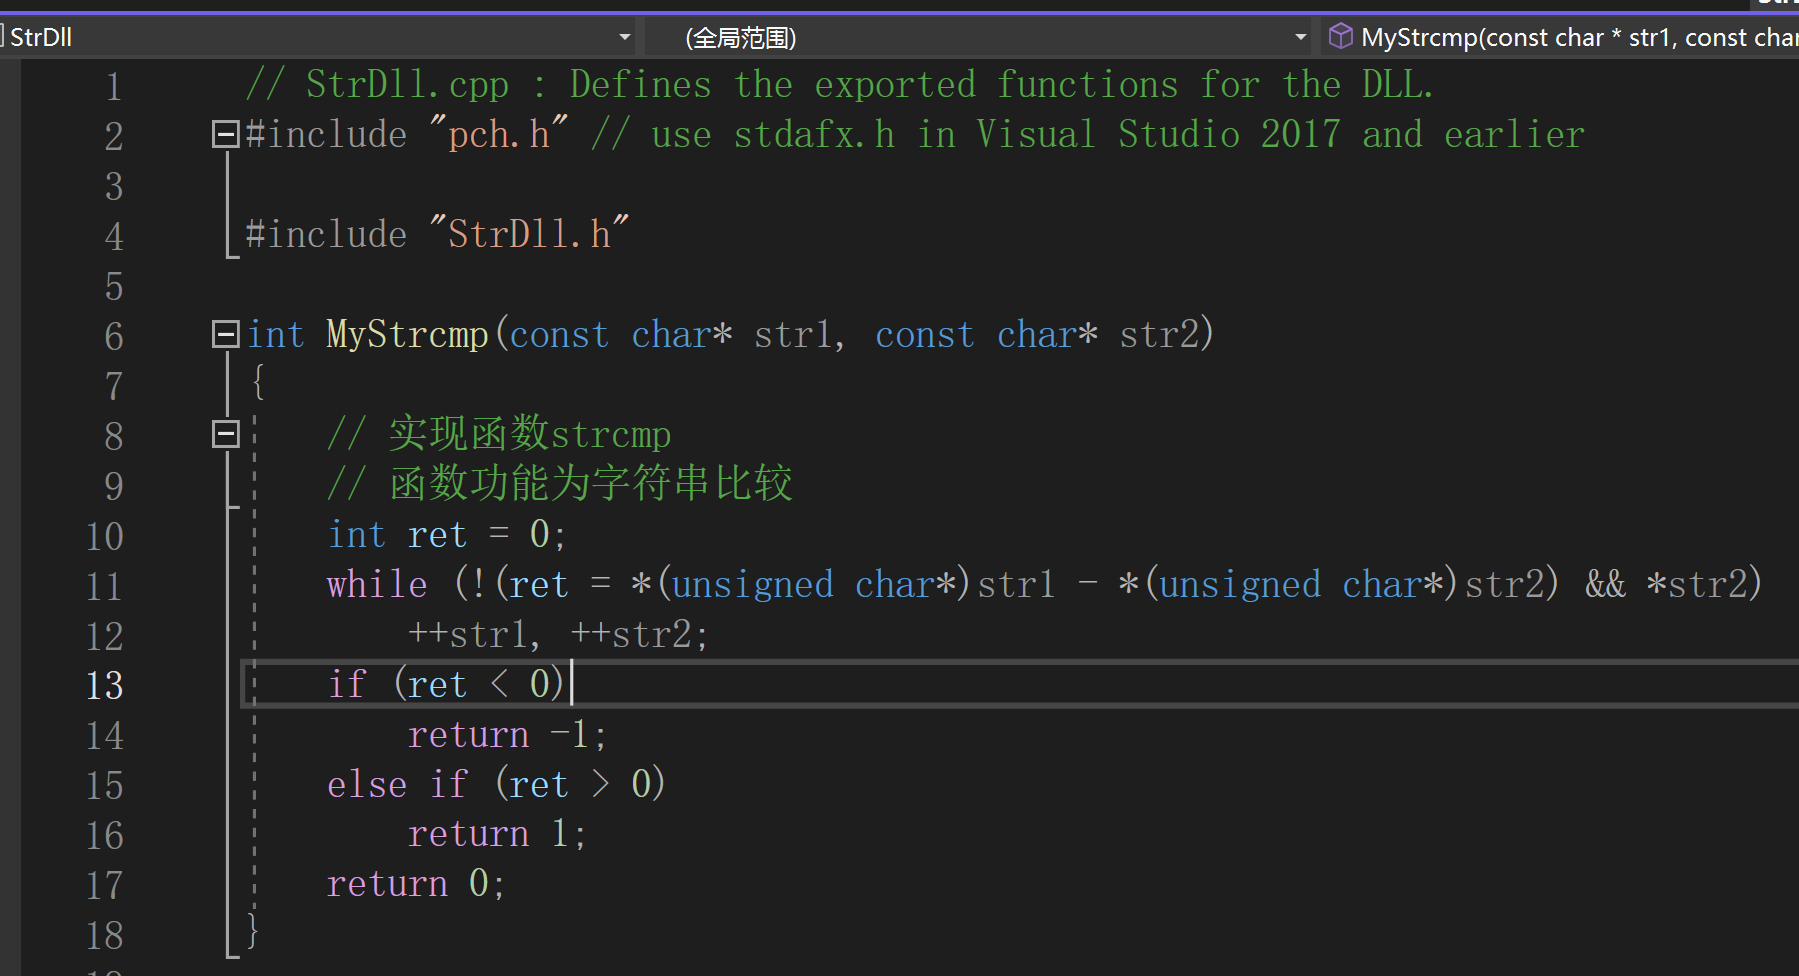 StrDll
(全局范围)
MyStrcmp(const char * str1, const char
1 // StrDll.cpp : Defines the exported functions for the DLL.
2 #include "pch.h" // use stdafx.h in Visual Studio 2017 and earlier
3
4 #include "StrDll.h"
5
6 int MyStrcmp(const char* str1, const char* str2)
7 {
8 // 实现函数strcmp
9 // 函数功能为字符串比较
10 int ret = 0;
11 while (!(ret = *(unsigned char*)str1 - *(unsigned char*)str2) && *str2)
12 ++str1, ++str2;
13 if (ret < 0)
14 return -1;
15 else if (ret > 0)
16 return 1;
17 return 0;
18 }